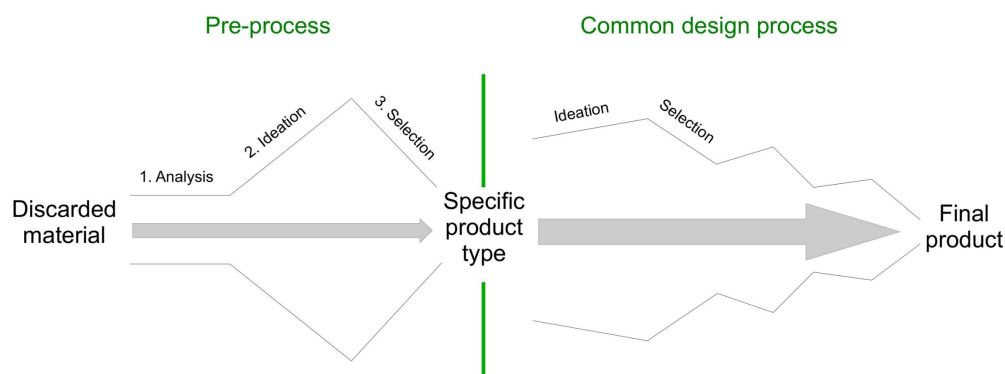 Pre-process
Common design process
1. Analysis
2. Ideation
3. Selection
Ideation
Selection
Discarded
material
Specific
product
type
Final
product